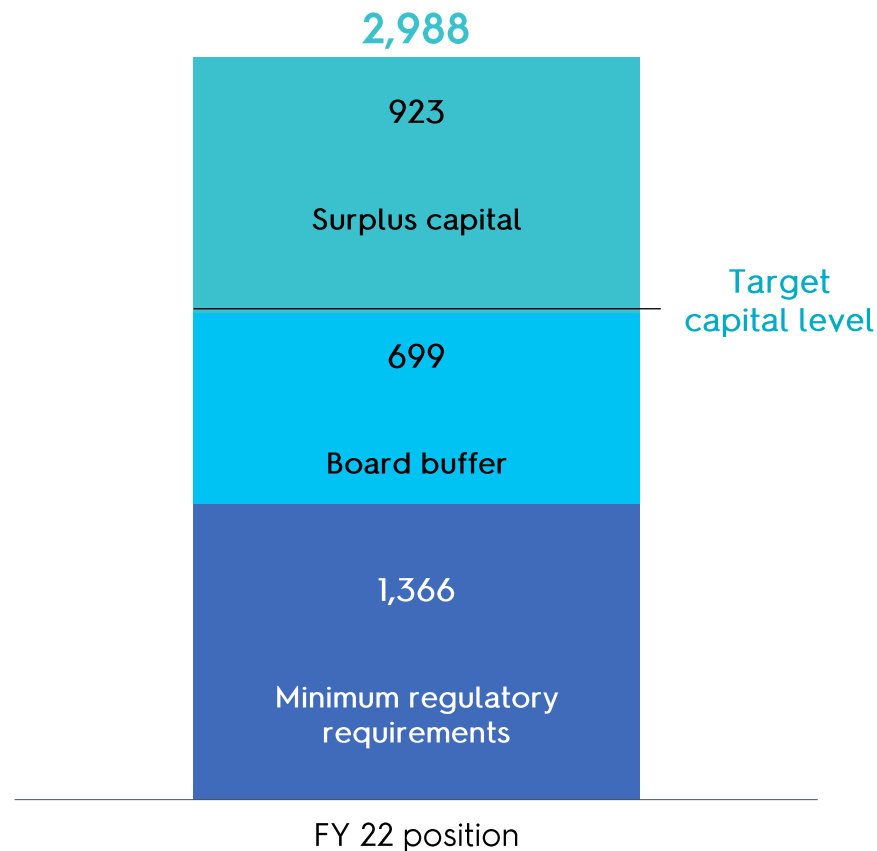 2,988
923
Surplus capital
Target
capital level
699
Board buffer
1,366
Minimum regulatory
requirements
FY 22 position